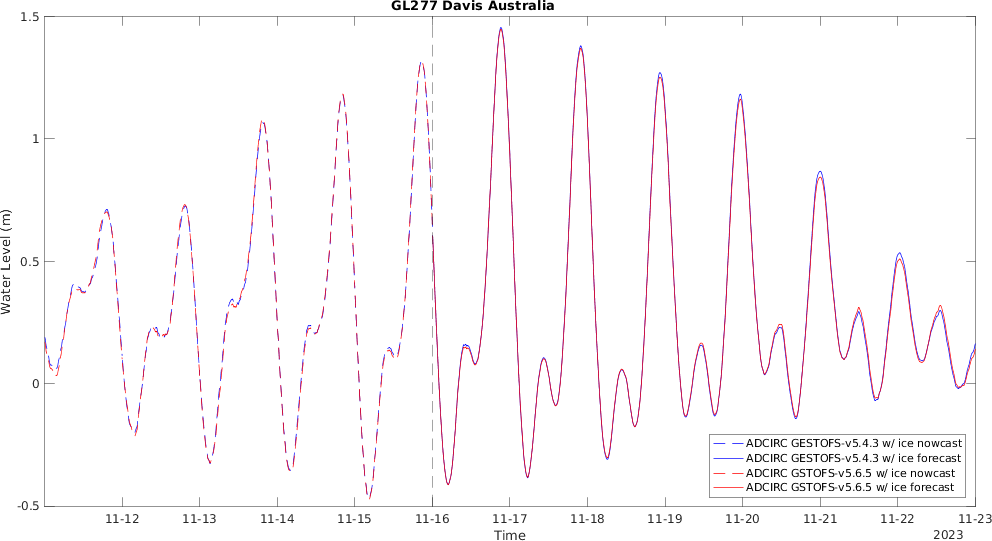 GL277 Davis Australia
1.5
1
0.5
0
-0.5
Water Level (m)
11-12 11-13 11-14 11-15 11-16 11-17 11-18 11-19 11-20 11-21 11-22 11-23
Time
2023
ADCIRC GESTOFS-v5.4.3 w/ ice nowcast
ADCIRC GESTOFS-v5.4.3 w/ ice forecast
ADCIRC GSTOFS-v5.6.5 w/ ice nowcast
ADCIRC GSTOFS-v5.6.5 w/ ice forecast